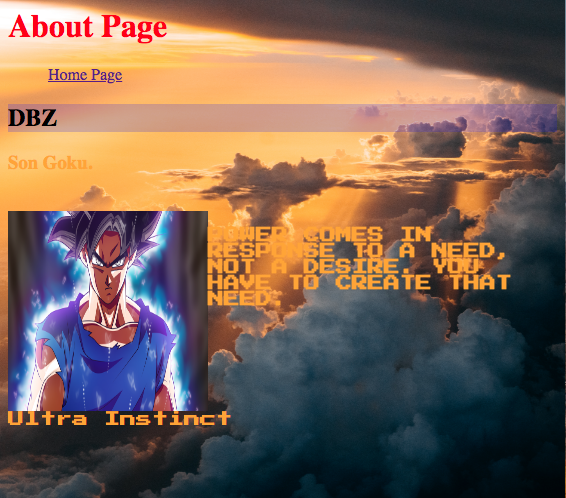 About Page
Home Page
DBZ
Son Goku.
POWER COMES IN
RESPONSE TO A NEED,
NOT A DESIRE. YOU
HAVE TO CREATE THAT
NEED.
Ultra Instinct